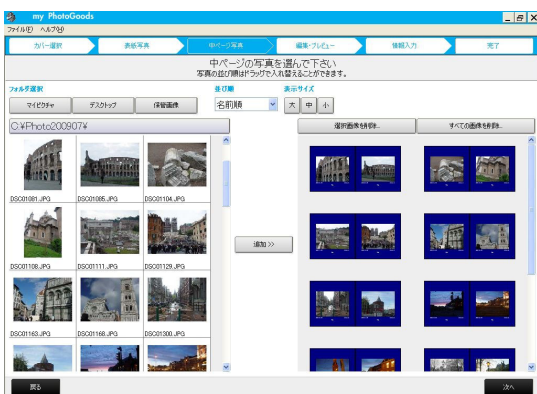 my PhotoGoods
ファイル(F) ヘルプ(H)
カバー選択 表紙写真 中ページ写真 編集・プレビュー 情報入力 完了
中ページの写真を選んで下さい
写真の並び順はドラッグで入れ替えることができます。
フォルダ選択 並び順 表示サイズ
マイピクチャ デスクトップ 保管画像 名前順 大 中 小
C:¥Photo200907¥ 選択画像を削除... すべての画像を削除...
DSC01081.JPG DSC01085.JPG DSC01104.JPG
追加 >>
DSC01108.JPG DSC01111.JPG DSC01129.JPG
DSC01163.JPG DSC01168.JPG DSC01300.JPG
戻る 次へ